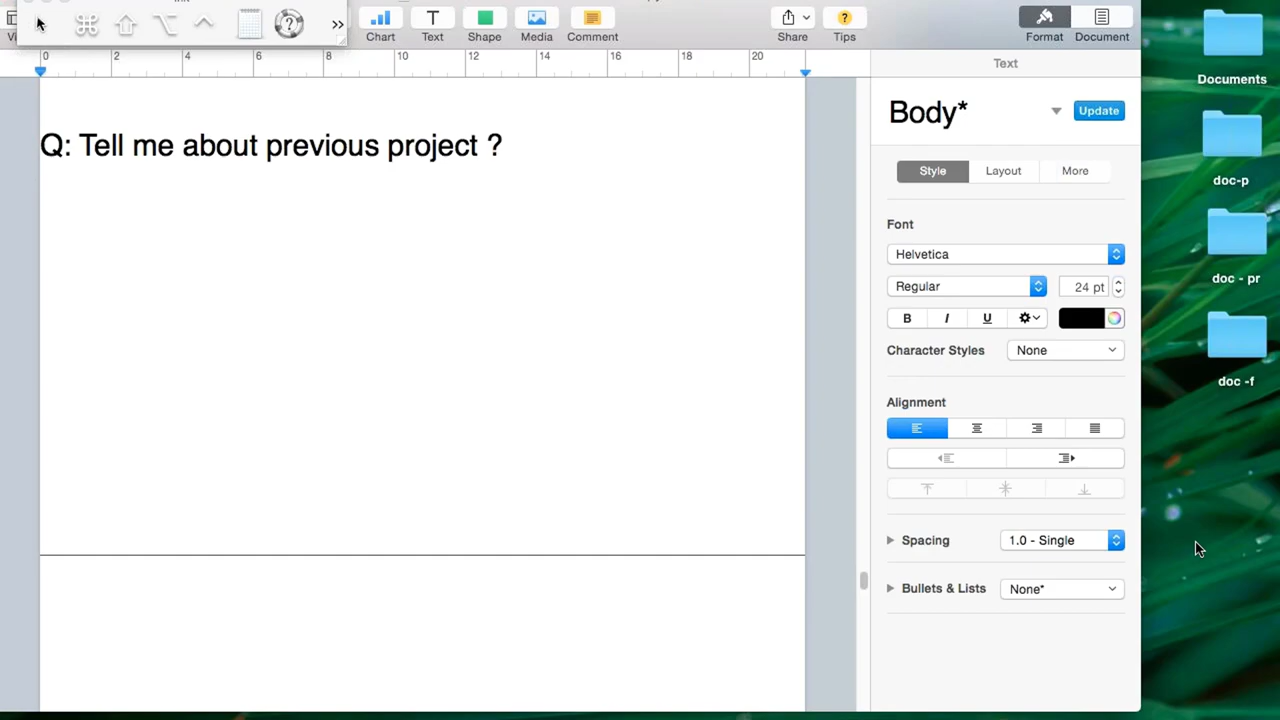 Chart
Text
Shape
Media
Comment
Share
Tips
Format
Document
0 2 4 6 8 10 12 14 16 18 20
Text
Q: Tell me about previous project ?
Body*
Update
Style
Layout
More
Font
Helvetica
Regular
24 pt
B I U
Character Styles
None
Alignment
Spacing
1.0 - Single
Bullets & Lists
None*
Documents
doc-p
doc - pr
doc -f